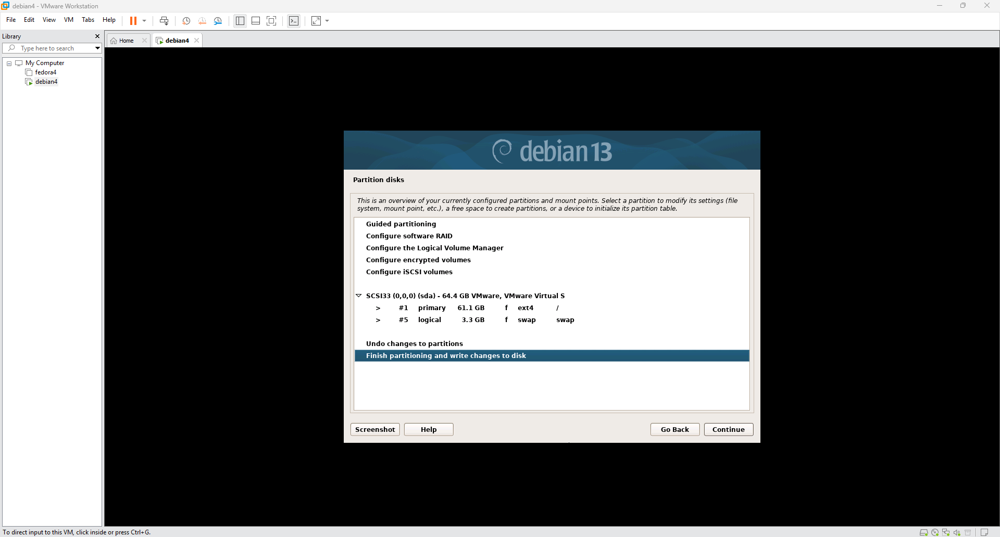 debian4 - VMware Workstation
File Edit View VM Tabs Help
Library
Home
debian4
Type here to search
My Computer
fedora4
debian4
debian 13
Partition disks
This is an overview of your currently configured partitions and mount points. Select a partition to modify its settings (file
system, mount point, etc.), a free space to create partitions, or a device to initialize its partition table.
Guided partitioning
Configure software RAID
Configure the Logical Volume Manager
Configure encrypted volumes
Configure iSCSI volumes
SCSI33 (0,0,0) (sda) - 64.4 GB VMware, VMware Virtual S
> #1 primary 61.1 GB f ext4 /
> #5 logical 3.3 GB f swap swap
Undo changes to partitions
Finish partitioning and write changes to disk
Screenshot Help Go Back Continue
To direct input to this VM, click inside or press Ctrl+G.